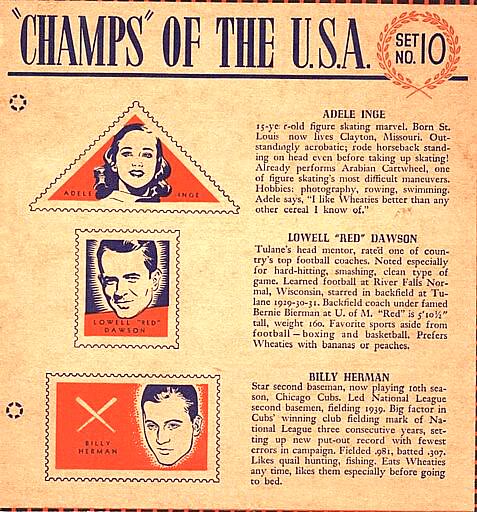 "CHAMPS" OF THE U.S.A.
SET
NO. 10
ADELE INGE
ADELE INGE
15-year-old figure skating marvel. Born St.
Louis now lives Clayton, Missouri. Out-
standingly acrobatic; rode horseback stand-
ing on head even before taking up skating!
Already performs Arabian Cartwheel, one
of figure skating's most difficult maneuvers.
Hobbies: photography, rowing, swimming.
Adele says, "I like Wheaties better than any
other cereal I know of."
LOWELL "RED"
DAWSON
LOWELL "RED" DAWSON
Tulane's head mentor, rated one of coun-
try's top football coaches. Noted especially
for hard-hitting, smashing, clean type of
game. Learned football at River Falls Nor-
mal, Wisconsin, starred in backfield at Tu-
lane 1929-30-31. Backfield coach under famed
Bernie Bierman at U. of M. "Red" is 5'10½"
tall, weight 160. Favorite sports aside from
football—boxing and basketball. Prefers
Wheaties with bananas or peaches.
BILLY
HERMAN
BILLY HERMAN
Star second baseman, now playing 10th sea-
son, Chicago Cubs. Led National League
second basemen, fielding 1939. Big factor in
Cubs' winning club fielding mark of Na-
tional League three consecutive years, set-
ting up new put-out record with fewest
errors in campaign. Fielded .981, batted .307.
Likes quail hunting, fishing. Eats Wheaties
any time, likes them especially before going
to bed.